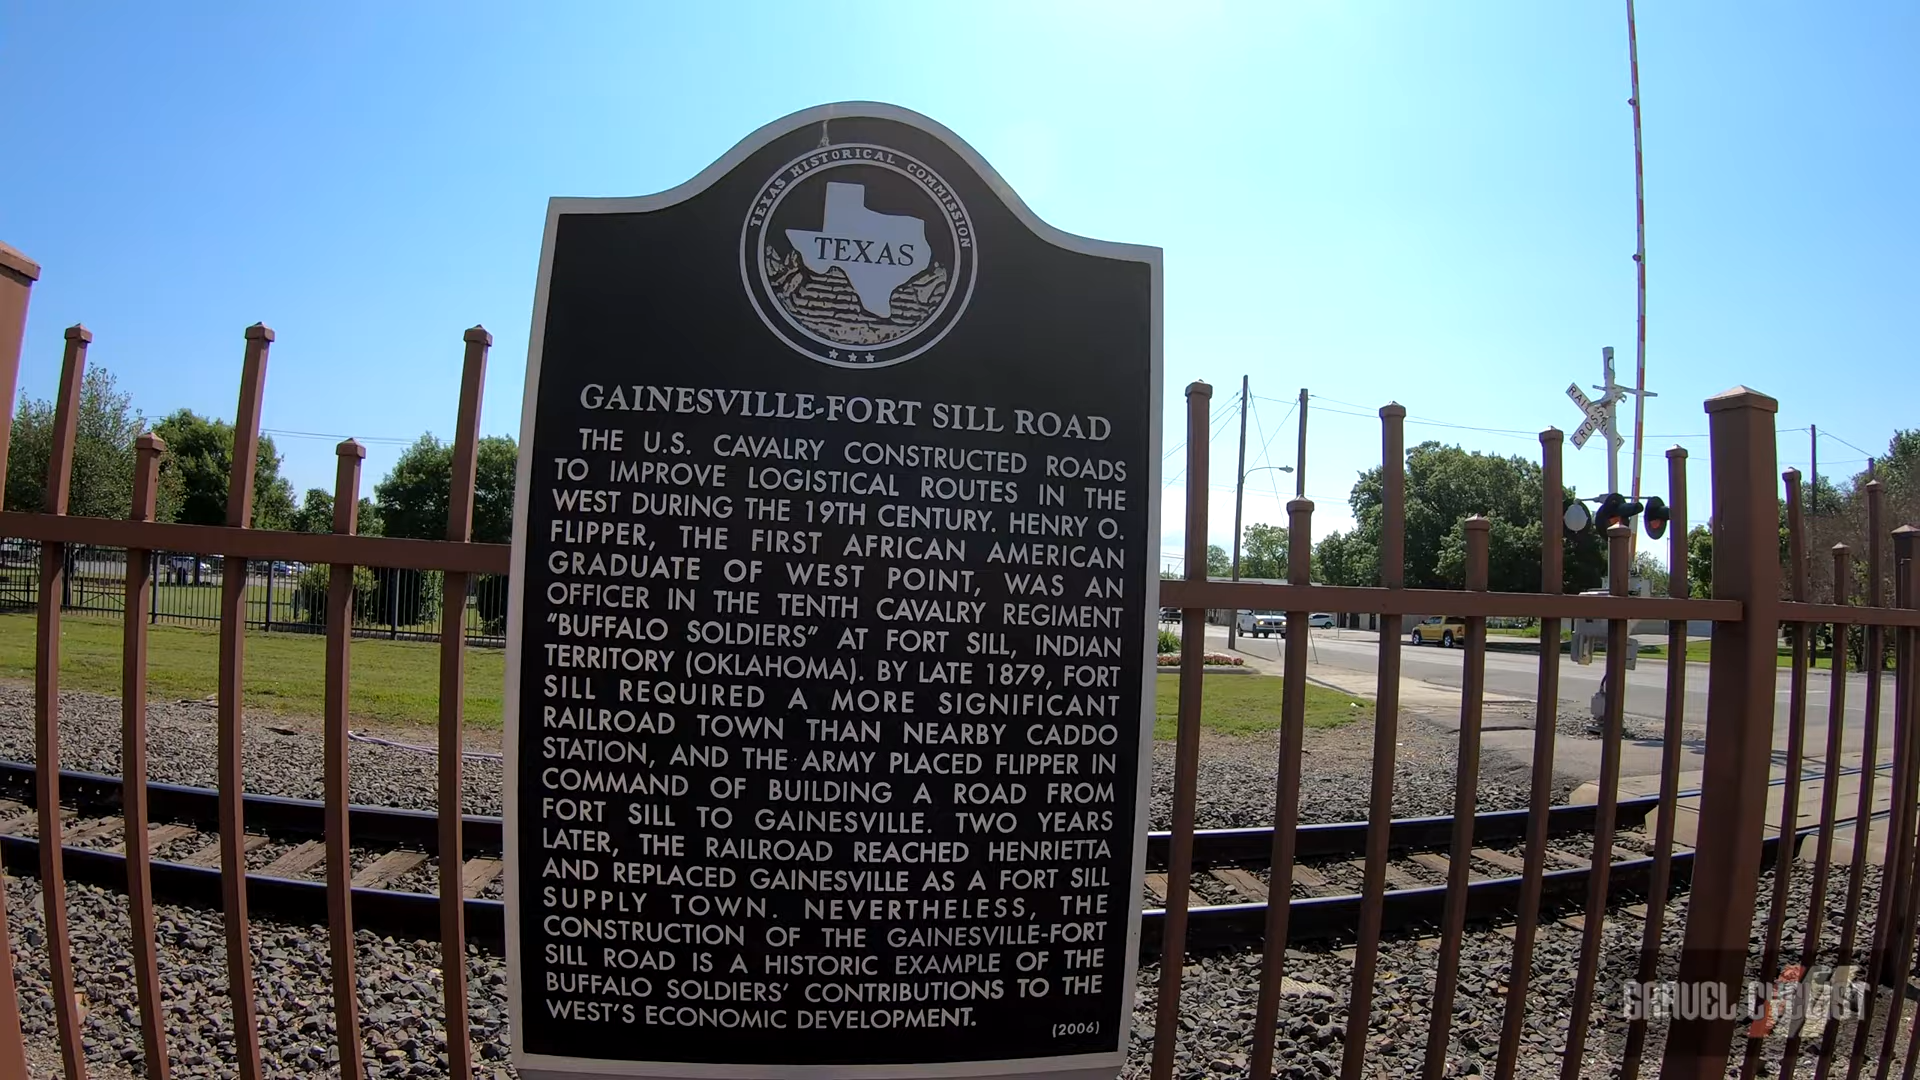 TEXAS HISTORICAL COMMISSION
TEXAS
GAINESVILLE-FORT SILL ROAD
THE U.S. CAVALRY CONSTRUCTED ROADS
TO IMPROVE LOGISTICAL ROUTES IN THE
WEST DURING THE 19TH CENTURY. HENRY O.
FLIPPER, THE FIRST AFRICAN AMERICAN
GRADUATE OF WEST POINT, WAS AN
OFFICER IN THE TENTH CAVALRY REGIMENT
"BUFFALO SOLDIERS" AT FORT SILL, INDIAN
TERRITORY (OKLAHOMA). BY LATE 1879, FORT
SILL REQUIRED A MORE SIGNIFICANT
RAILROAD TOWN THAN NEARBY CADDO
STATION, AND THE ARMY PLACED FLIPPER IN
COMMAND OF BUILDING A ROAD FROM
FORT SILL TO GAINESVILLE. TWO YEARS
LATER, THE RAILROAD REACHED HENRIETTA
AND REPLACED GAINESVILLE AS A FORT SILL
SUPPLY TOWN. NEVERTHELESS, THE
CONSTRUCTION OF THE GAINESVILLE-FORT
SILL ROAD IS A HISTORIC EXAMPLE OF THE
BUFFALO SOLDIERS' CONTRIBUTIONS TO THE
WEST'S ECONOMIC DEVELOPMENT.
(2006)
GRAVEL CYCLIST